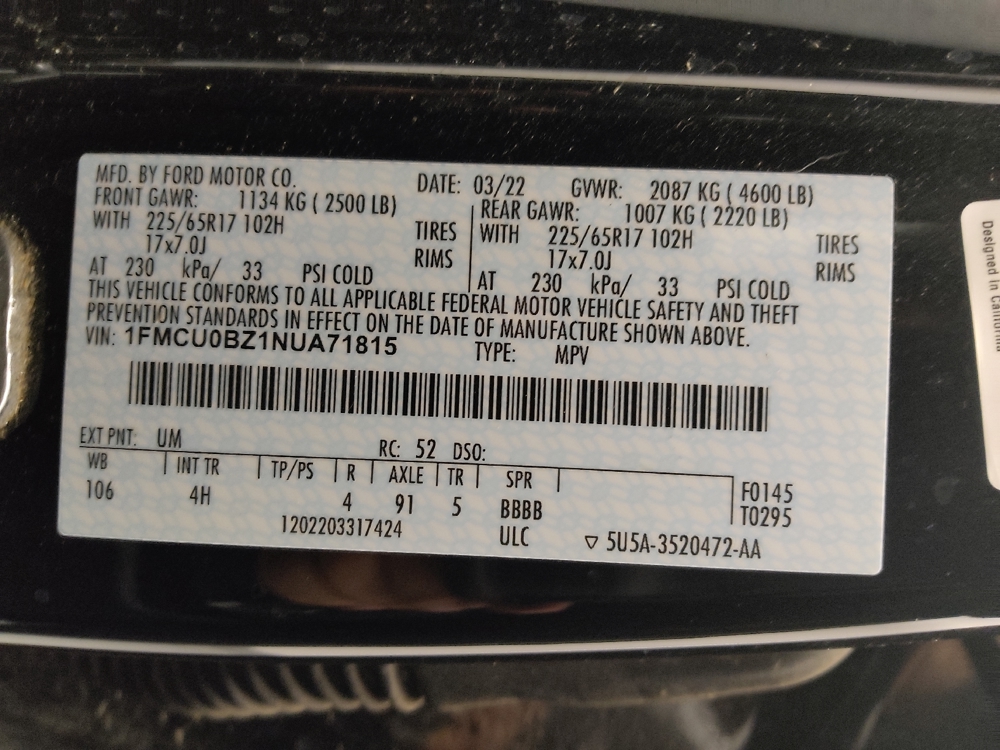 MFD. BY FORD MOTOR CO. DATE: 03/22 GVWR: 2087 KG ( 4600 LB)
FRONT GAWR: 1134 KG ( 2500 LB) REAR GAWR: 1007 KG ( 2220 LB)
WITH 225/65R17 102H TIRES WITH 225/65R17 102H TIRES
17x7.0J RIMS 17x7.0J RIMS
AT 230 kPa/ 33 PSI COLD AT 230 kPa/ 33 PSI COLD
THIS VEHICLE CONFORMS TO ALL APPLICABLE FEDERAL MOTOR VEHICLE SAFETY AND THEFT
PREVENTION STANDARDS IN EFFECT ON THE DATE OF MANUFACTURE SHOWN ABOVE.
VIN: 1FMCU0BZ1NUA71815 TYPE: MPV
EXT PNT: UM RC: 52 DSO:
WB INT TR TP/PS R AXLE TR SPR
106 4H 4 91 5 BBBB F0145
T0295
1202203317424 ULC ▽ 5U5A-3520472-AA
Designed in California